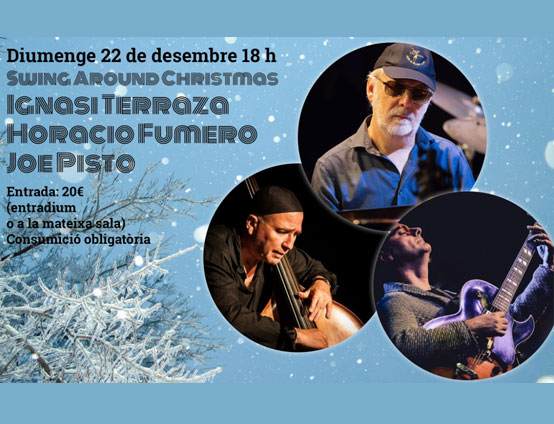 Diumenge 22 de desembre 18 h
Swing Around Christmas
Ignasi Terraza
Horacio Fumero
Joe Pisto
Entrada: 20€
(entradium
o a la mateixa sala)
Consumició obligatòria